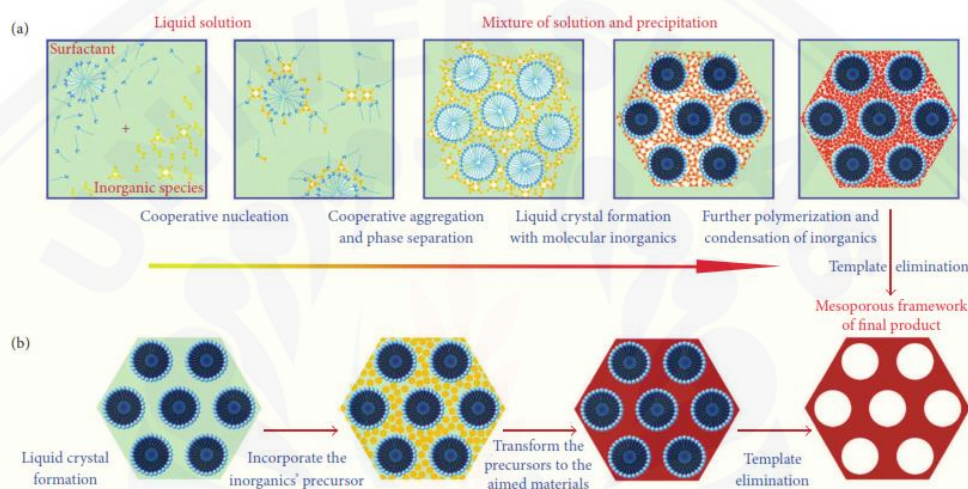 Liquid solution
Mixture of solution and precipitation
(a)
Surfactant
Inorganic species
Cooperative nucleation
Cooperative aggregation
and phase separation
Liquid crystal formation
with molecular inorganics
Further polymerization and
condensation of inorganics
Template elimination
Mesoporous framework
of final product
(b)
Liquid crystal
formation
Incorporate the
inorganics' precursor
Transform the
precursors to the
aimed materials
Template
elimination